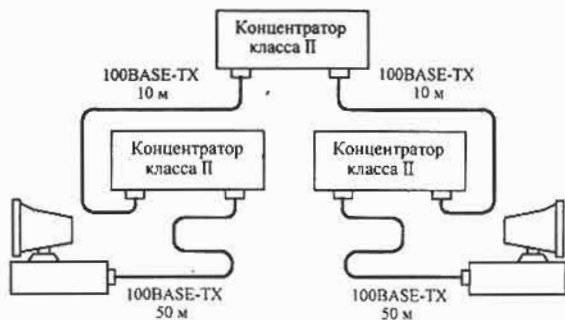 Концентратор
класса II
100BASE-TX
10 м
100BASE-TX
10 м
Концентратор
класса II
Концентратор
класса II
100BASE-TX
50 м
100BASE-TX
50 м